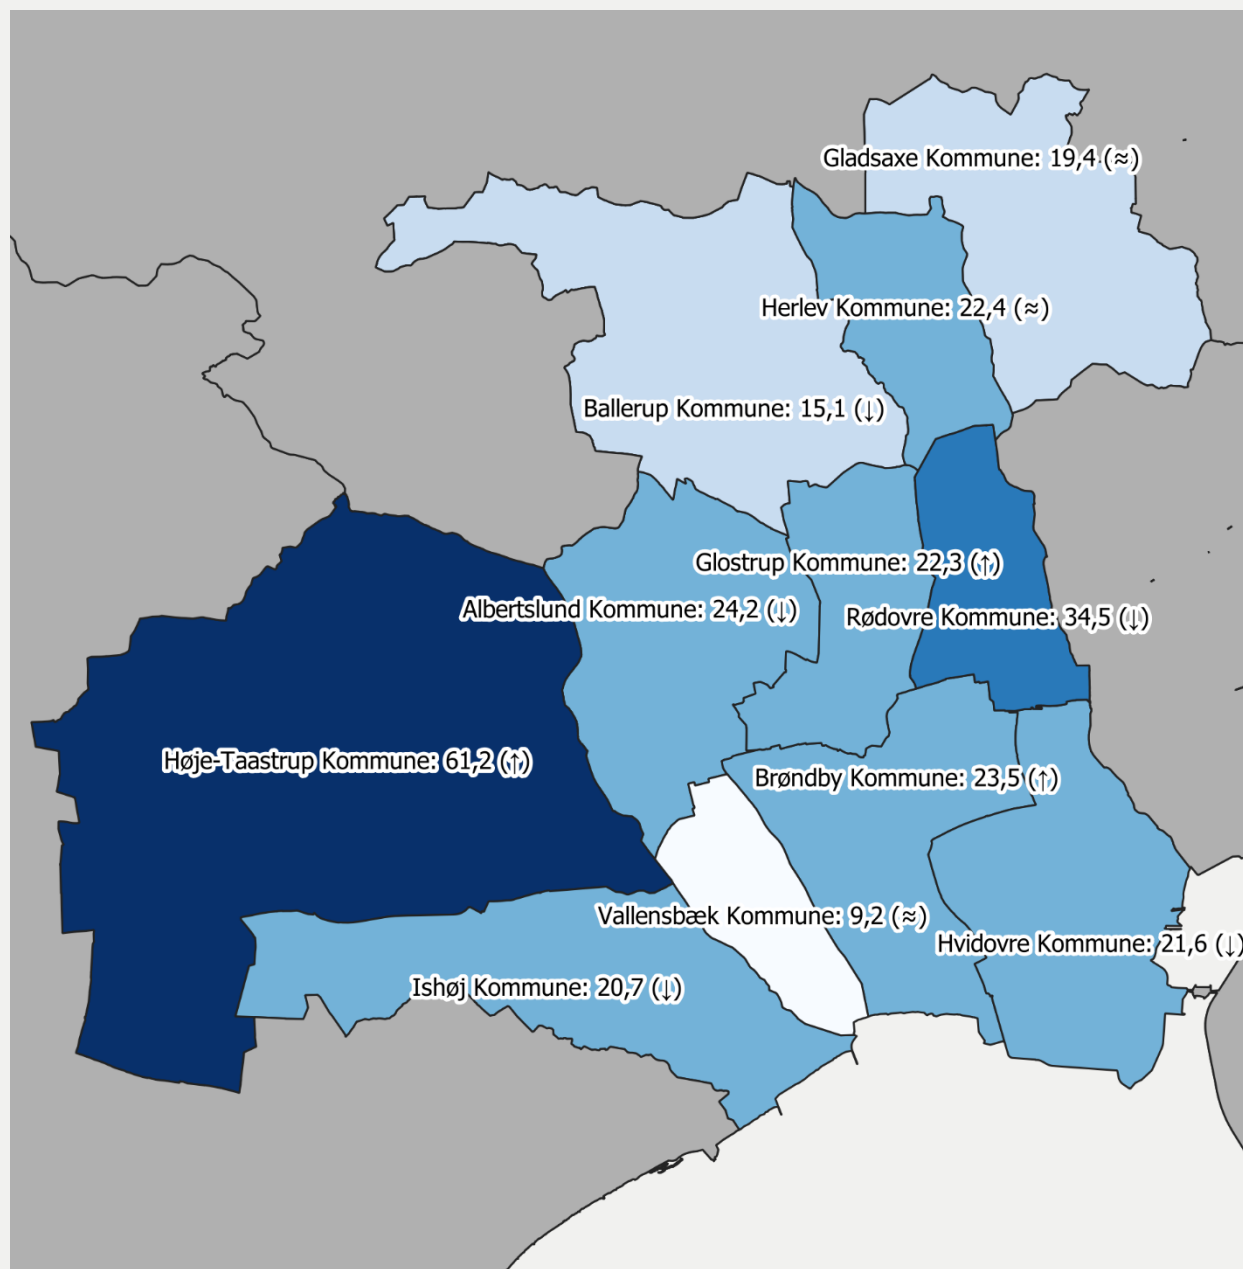 Gladsaxe Kommune: 19,4 (≈)
Herlev Kommune: 22,4 (≈)
Ballerup Kommune: 15,1 (↓)
Glostrup Kommune: 22,3 (↑)
Albertslund Kommune: 24,2 (↓)
Rødovre Kommune: 34,5 (↓)
Høje-Taastrup Kommune: 61,2 (↑)
Brøndby Kommune: 23,5 (↑)
Vallensbæk Kommune: 9,2 (≈)
Hvidovre Kommune: 21,6 (↓)
Ishøj Kommune: 20,7 (↓)